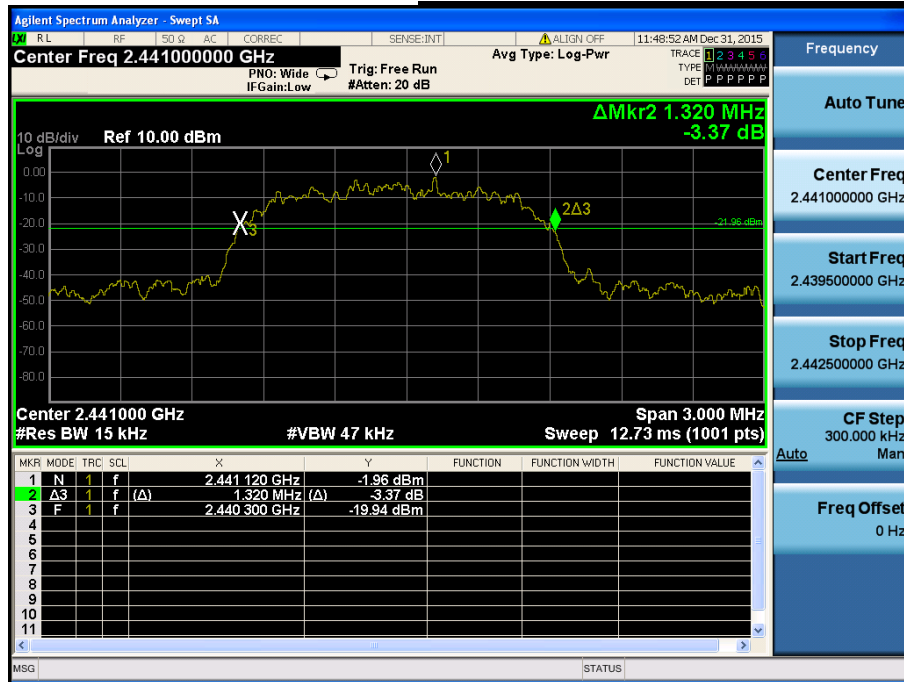 Agilent Spectrum Analyzer - Swept SA
LXI RL RF 50 Ω AC CORREC SENSE:INT ALIGN OFF 11:48:52 AM Dec 31, 2015
Center Freq 2.441000000 GHz
PNO: Wide
IFGain:Low
Trig: Free Run
#Atten: 20 dB
Avg Type: Log-Pwr
TRACE 1 2 3 4 5 6
TYPE MWWWWW
DET P P P P P P
ΔMkr2 1.320 MHz
-3.37 dB
10 dB/div Ref 10.00 dBm
Log
0.00
-10.0
-20.0
-30.0
-40.0
-50.0
-60.0
-70.0
-80.0
1
X3
2Δ3
-21.96 dBm
Center 2.441000 GHz Span 3.000 MHz
#Res BW 15 kHz #VBW 47 kHz Sweep 12.73 ms (1001 pts)
MKR MODE TRC SCL X Y FUNCTION FUNCTION WIDTH FUNCTION VALUE
1 N 1 f 2.441 120 GHz -1.96 dBm
2 Δ3 1 f (Δ) 1.320 MHz (Δ) -3.37 dB
3 F 1 f 2.440 300 GHz -19.94 dBm
4
5
6
7
8
9
10
11
MSG STATUS
Frequency
Auto Tune
Center Freq
2.441000000 GHz
Start Freq
2.439500000 GHz
Stop Freq
2.442500000 GHz
CF Step
300.000 kHz
Auto Man
Freq Offset
0 Hz